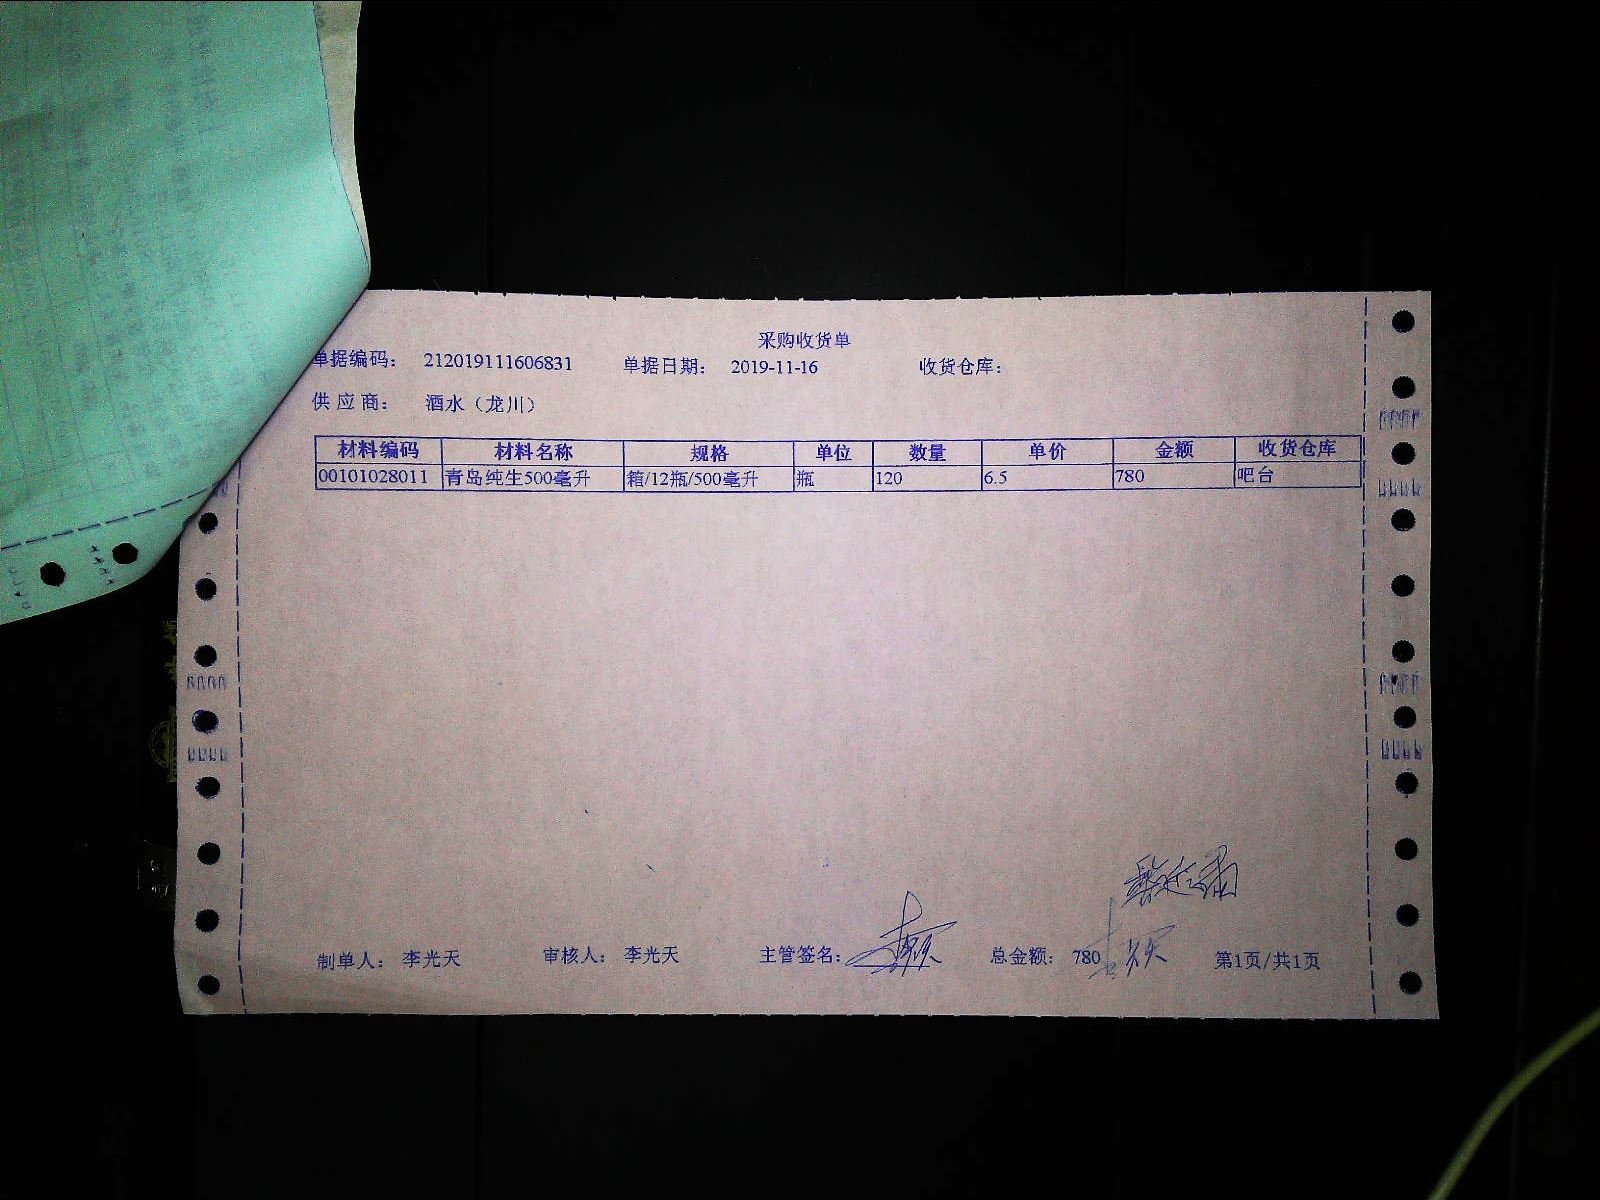 采购收货单
单据编码： 212019111606831 单据日期： 2019-11-16 收货仓库：
供应商： 酒水（龙川）
材料编码 材料名称 规格 单位 数量 单价 金额 收货仓库
00101028011 青岛纯生500毫升 箱/12瓶/500毫升 瓶 120 6.5 780 吧台
制单人： 李光天 审核人： 李光天 主管签名： 总金额： 780 第1页/共1页